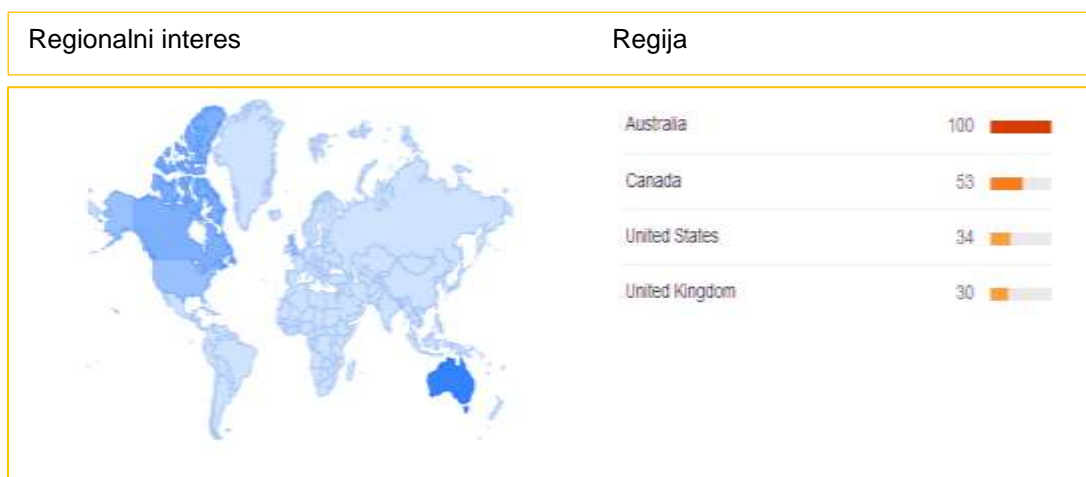 Regionalni interes Regija
Australia 100
Canada 53
United States 34
United Kingdom 30